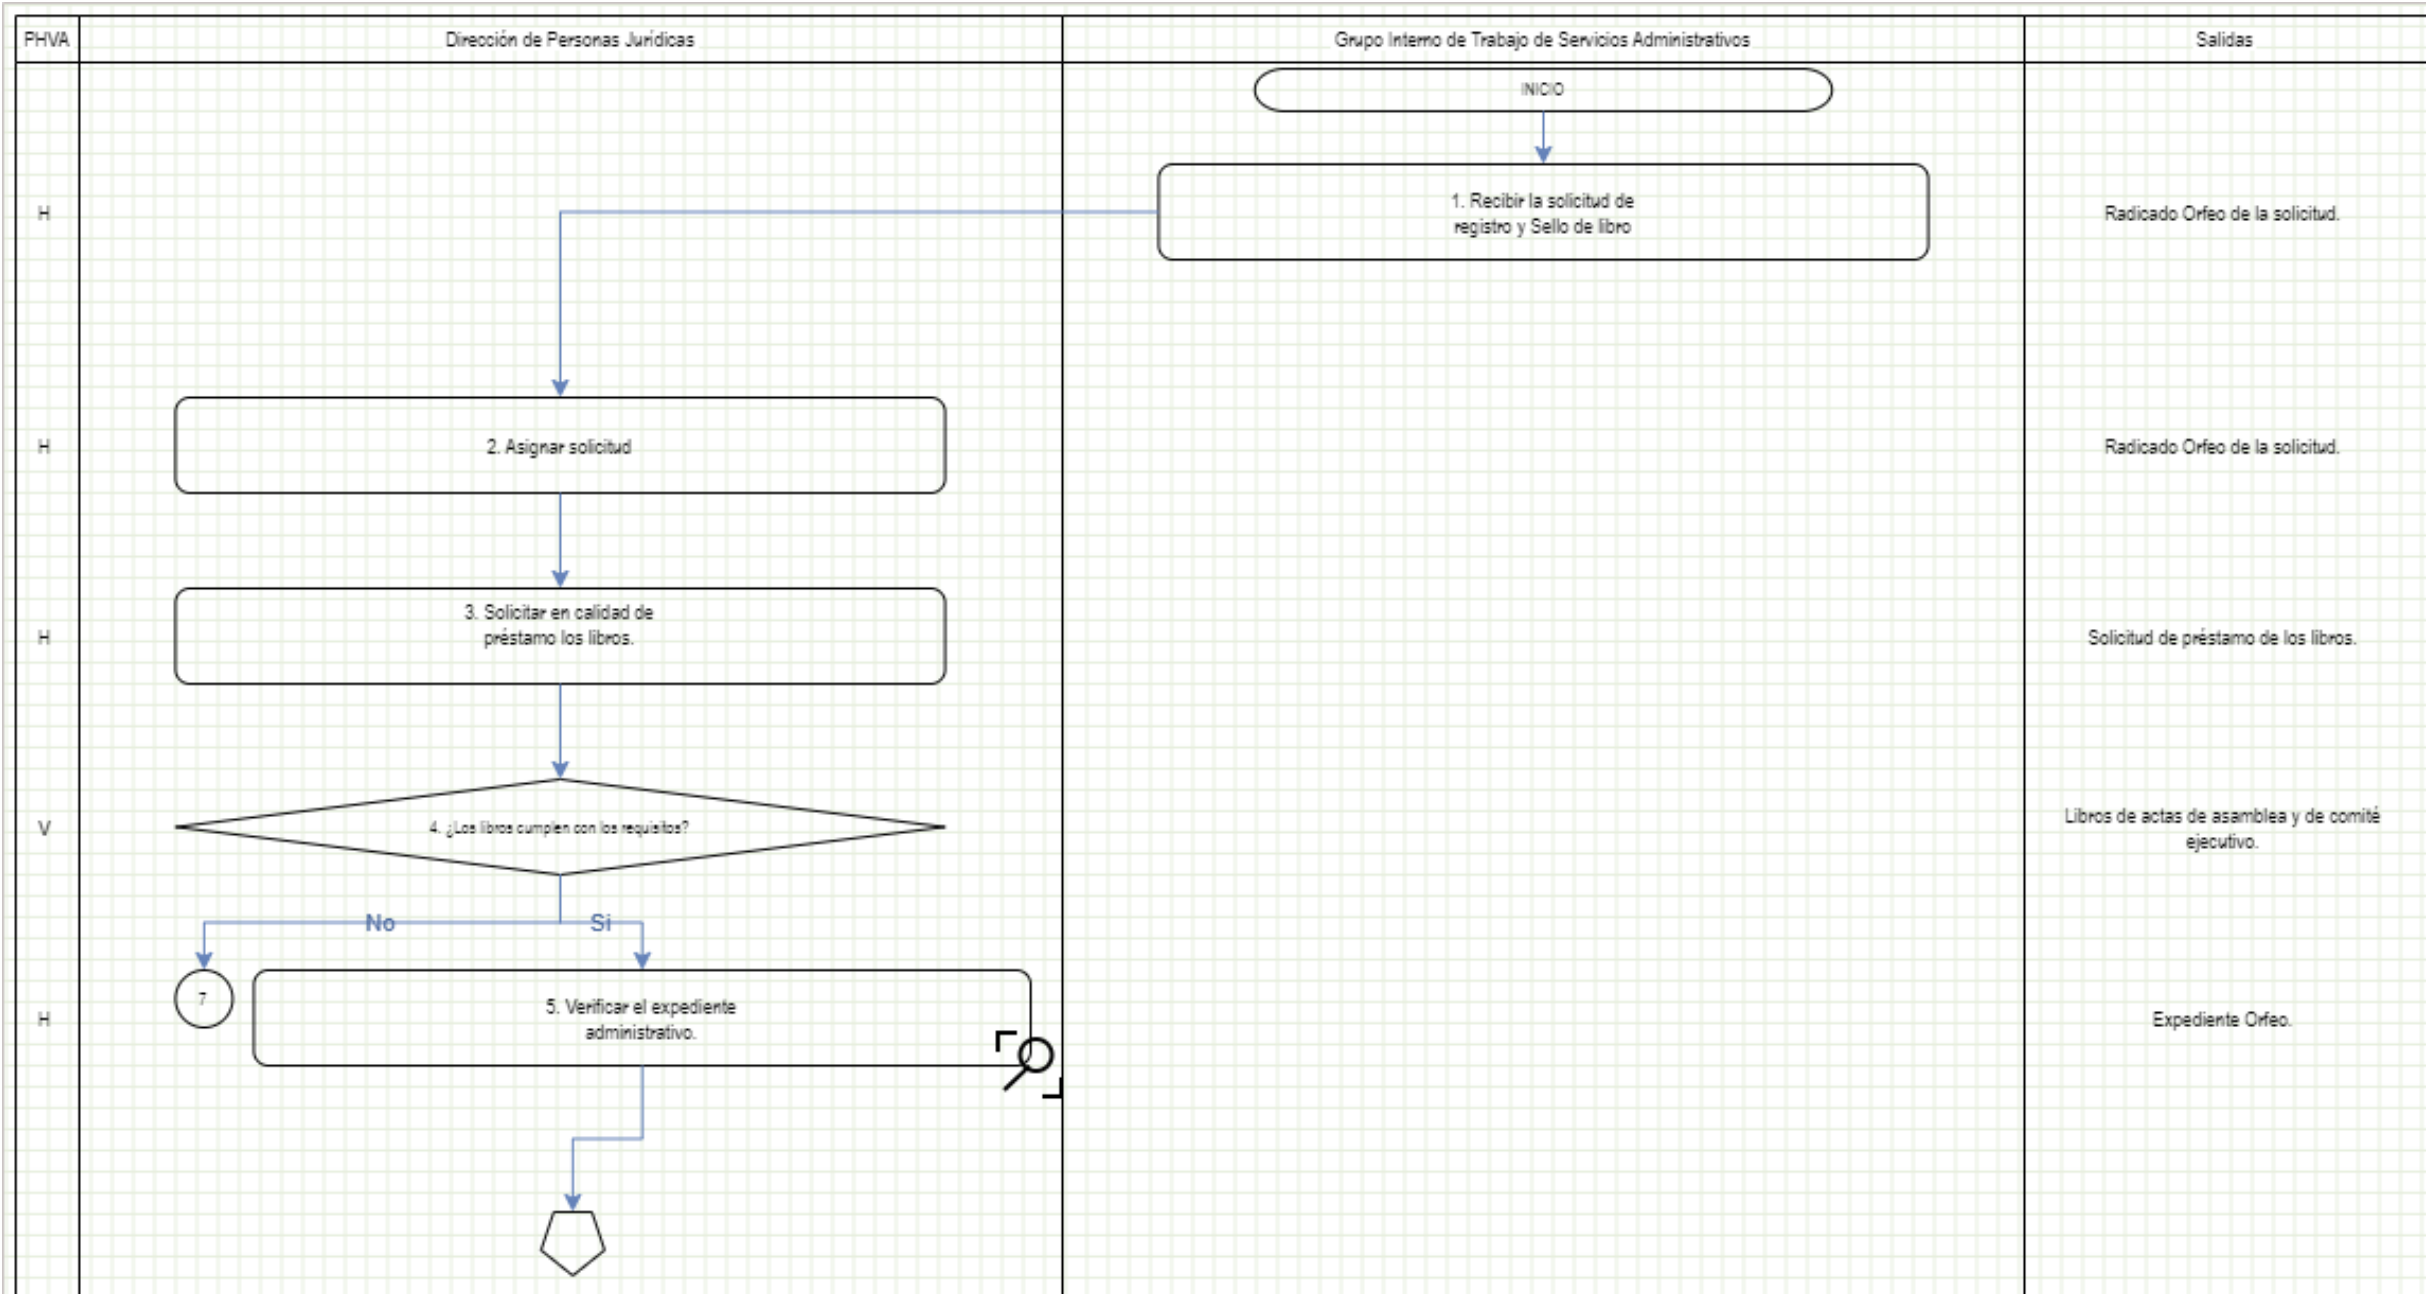 PHVA
Dirección de Personas Jurídicas
Grupo Interno de Trabajo de Servicios Administrativos
Salidas
INICIO
H
1. Recibir la solicitud de
registro y Sello de libro
Radicado Orfeo de la solicitud.
H
2. Asignar solicitud
Radicado Orfeo de la solicitud.
H
3. Solicitar en calidad de
préstamo los libros.
Solicitud de préstamo de los libros.
V
4. ¿Los libros cumplen con los requisitos?
Libros de actas de asamblea y de comité
ejecutivo.
No
Si
H
7
5. Verificar el expediente
administrativo.
Expediente Orfeo.